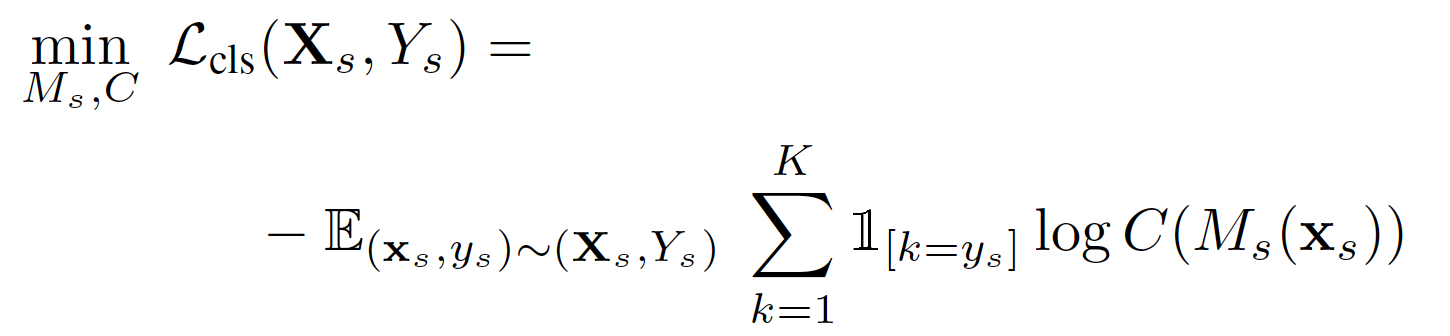 \min_{M_s, C} \mathcal{L}_{\text{cls}}(\mathbf{X}_s, Y_s) =
- \mathbb{E}_{(\mathbf{x}_s, y_s) \sim (\mathbf{X}_s, Y_s)} \sum_{k=1}^{K} \mathbb{1}_{[k=y_s]} \log C(M_s(\mathbf{x}_s))